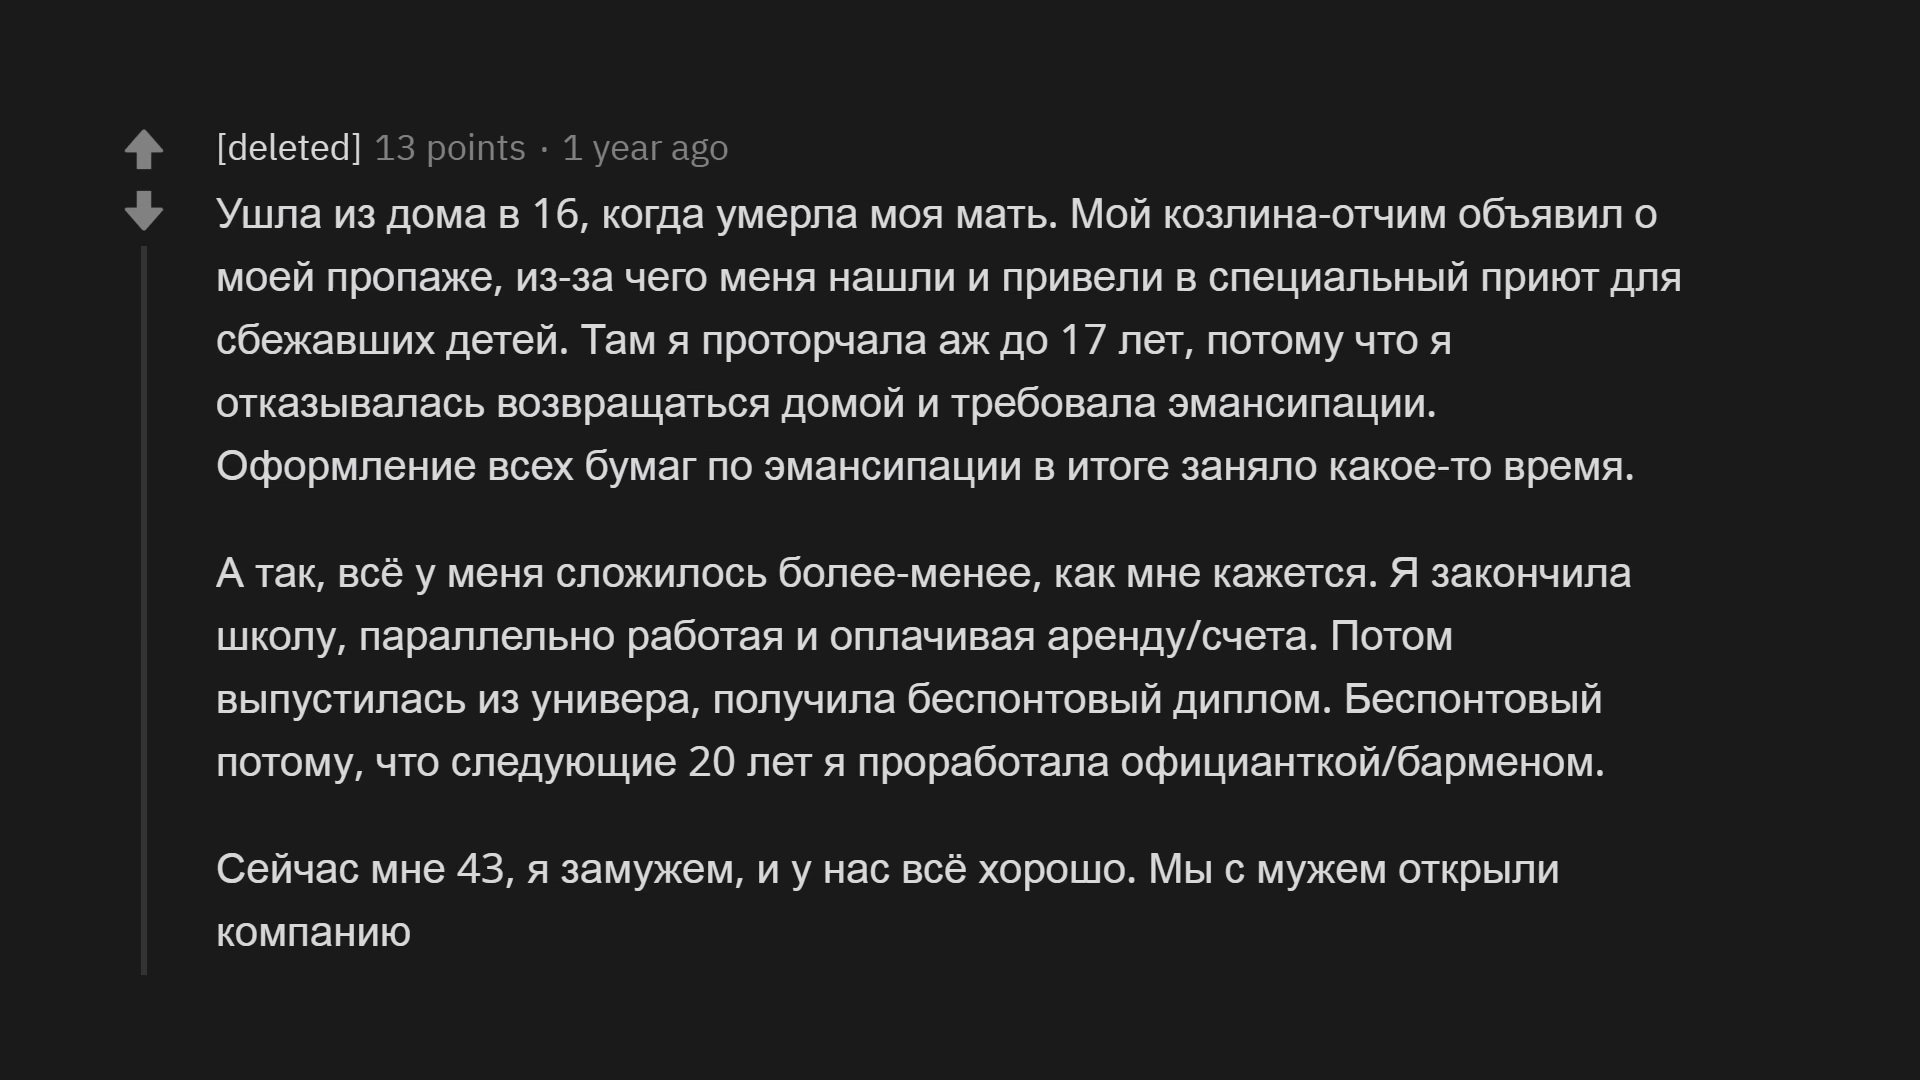 [deleted] 13 points · 1 year ago
Ушла из дома в 16, когда умерла моя мать. Мой козлина-отчим объявил о
моей пропаже, из-за чего меня нашли и привели в специальный приют для
сбежавших детей. Там я проторчала аж до 17 лет, потому что я
отказывалась возвращаться домой и требовала эмансипации.
Оформление всех бумаг по эмансипации в итоге заняло какое-то время.
А так, всё у меня сложилось более-менее, как мне кажется. Я закончила
школу, параллельно работая и оплачивая аренду/счета. Потом
выпустилась из универа, получила беспонтовый диплом. Беспонтовый
потому, что следующие 20 лет я проработала официанткой/барменом.
Сейчас мне 43, я замужем, и у нас всё хорошо. Мы с мужем открыли
компанию